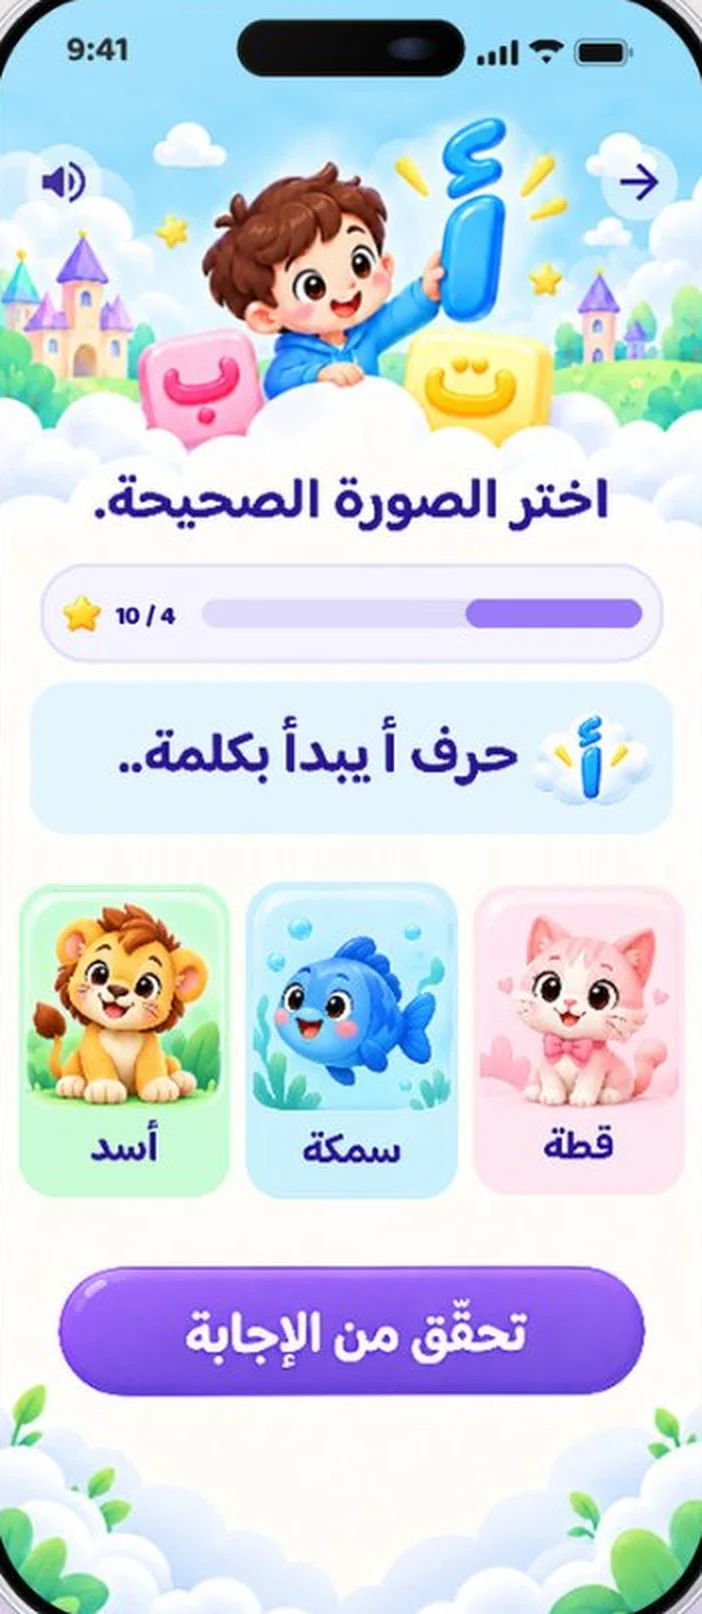 9:41
أ
ب
ت
اختر الصورة الصحيحة.
10 / 4
أ
حرف أ يبدأ بكلمة..
قطة
سمكة
أسد
تحقّق من الإجابة